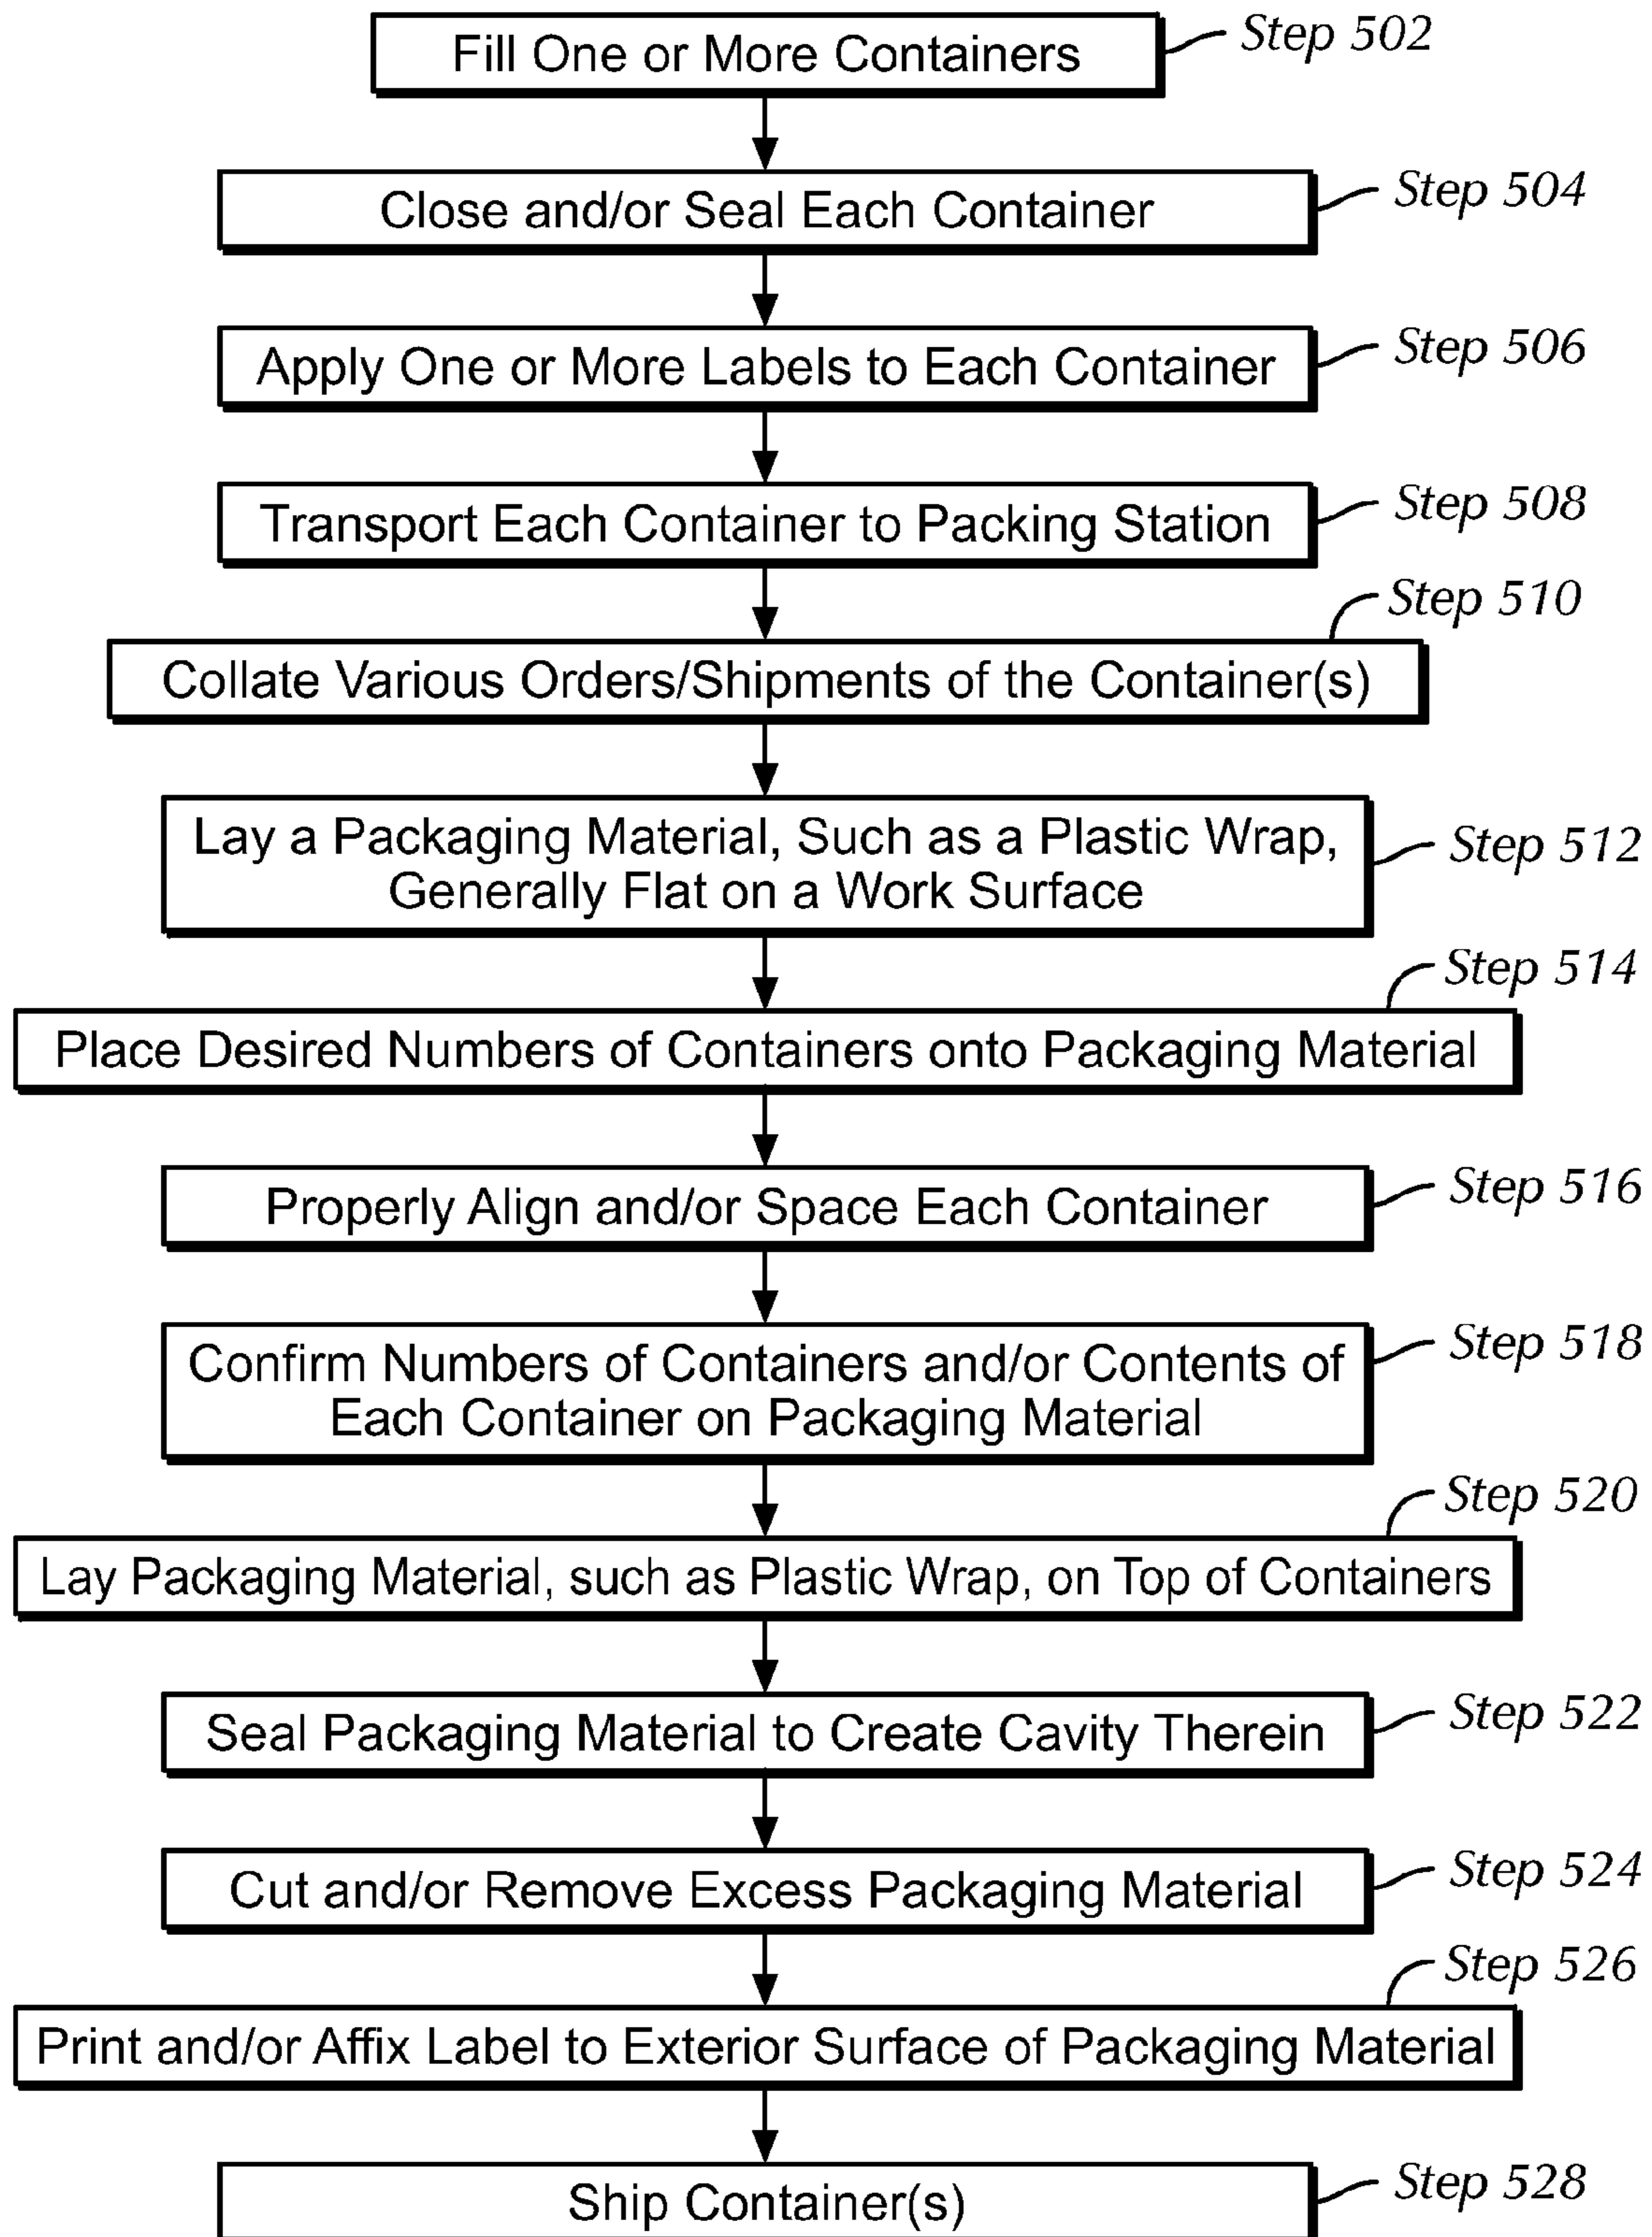 Fill One or More Containers
Step 502
Close and/or Seal Each Container
Step 504
Apply One or More Labels to Each Container
Step 506
Transport Each Container to Packing Station
Step 508
Step 510
Collate Various Orders/Shipments of the Container(s)
Lay a Packaging Material, Such as a Plastic Wrap,
Generally Flat on a Work Surface
Step 512
Step 514
Place Desired Numbers of Containers onto Packaging Material
Properly Align and/or Space Each Container
Step 516
Confirm Numbers of Containers and/or Contents of
Each Container on Packaging Material
Step 518
Step 520
Lay Packaging Material, such as Plastic Wrap, on Top of Containers
Seal Packaging Material to Create Cavity Therein
Step 522
Cut and/or Remove Excess Packaging Material
Step 524
Step 526
Print and/or Affix Label to Exterior Surface of Packaging Material
Ship Container(s)
Step 528